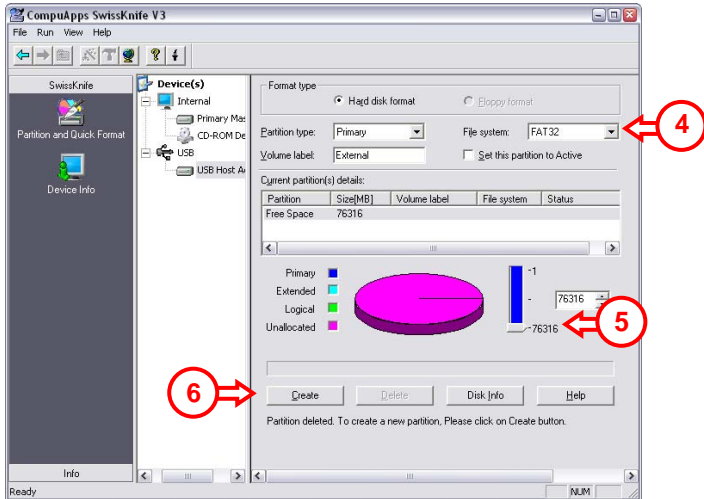 CompuApps SwissKnife V3
File Run View Help
SwissKnife
Partition and Quick Format
Device Info
Info
Device(s)
Internal
Primary Mas
CD-ROM De
USB
USB Host A
Format type
Hard disk format
Floppy format
Partition type: Primary
File system: FAT32
4
Volume label: External
Set this partition to Active
Current partition(s) details:
Partition Size[MB] Volume label File system Status
Free Space 76316
Primary
Extended
Logical
Unallocated
-1
-
76316
-76316
5
6
Create Delete Disk Info Help
Partition deleted. To create a new partition, Please click on Create button.
Ready
NUM